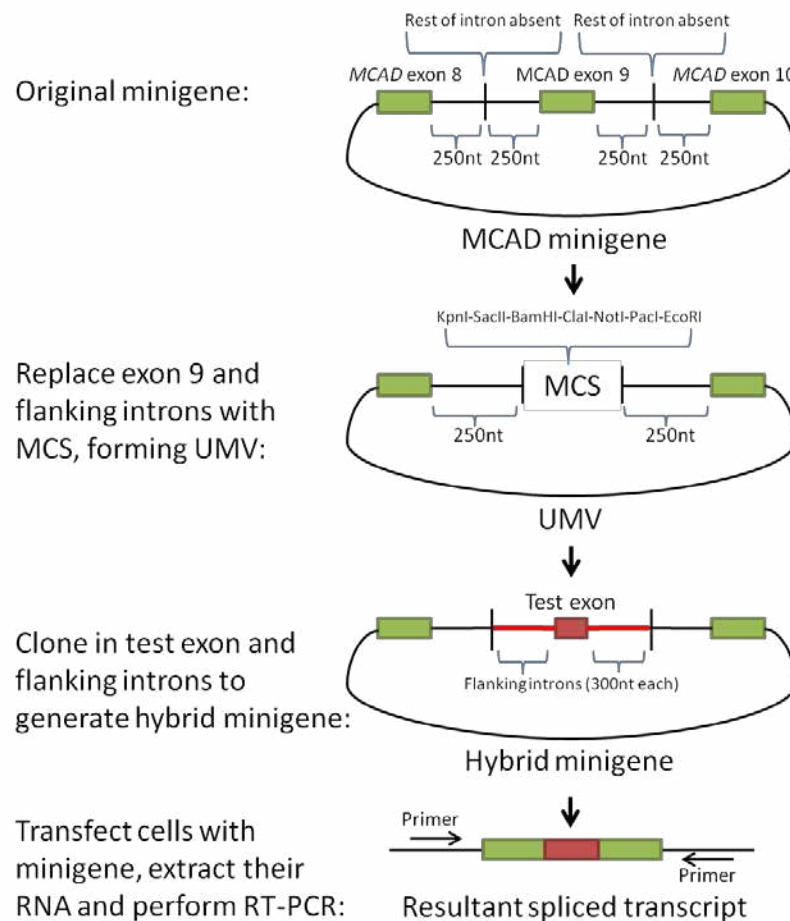 Rest of intron absent Rest of intron absent
MCAD exon 8 MCAD exon 9 MCAD exon 10
Original minigene:
250nt 250nt 250nt 250nt
MCAD minigene
KpnI-SacII-BamHI-ClaI-NotI-PacI-EcoRI
Replace exon 9 and
flanking introns with
MCS, forming UMV:
MCS
250nt 250nt
UMV
Test exon
Clone in test exon and
flanking introns to
generate hybrid minigene:
Flanking introns (300nt each)
Hybrid minigene
Transfect cells with
minigene, extract their
RNA and perform RT-PCR:
Primer
Primer
Resultant spliced transcript